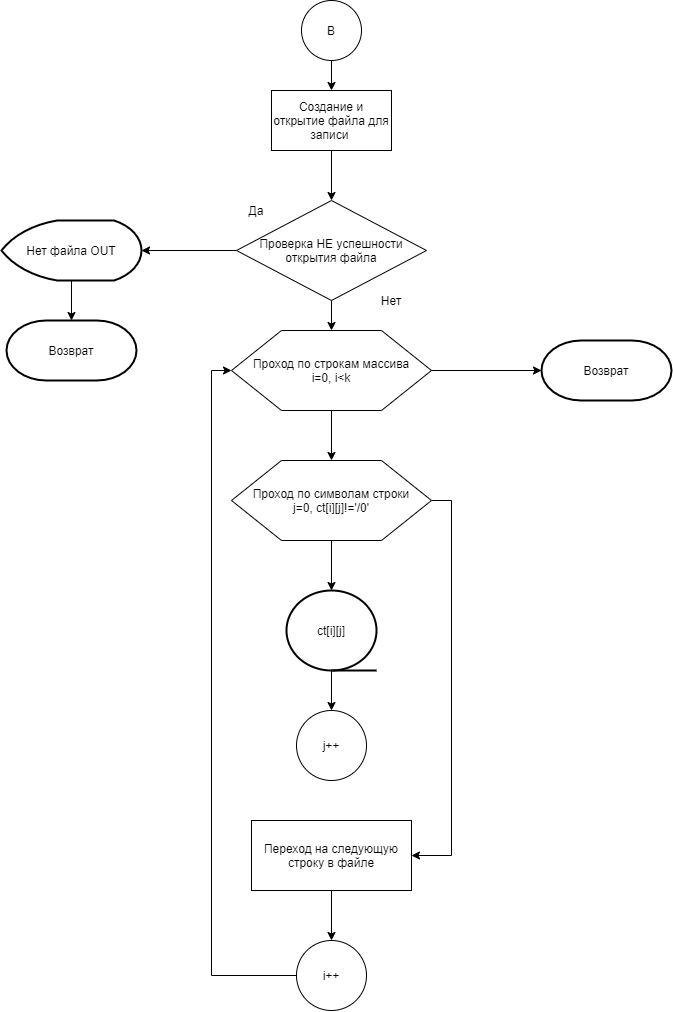 В
Создание и
открытие файла для
записи
Да
Проверка НЕ успешности
открытия файла
Нет файла OUT
Нет
Возврат
Проход по строкам массива
i=0, i<k
Возврат
Проход по символам строки
j=0, ct[i][j]!='/0'
ct[i][j]
j++
Переход на следующую
строку в файле
i++